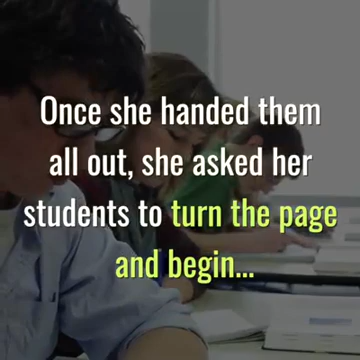 Once she handed them
all out, she asked her
students to turn the page
and begin...